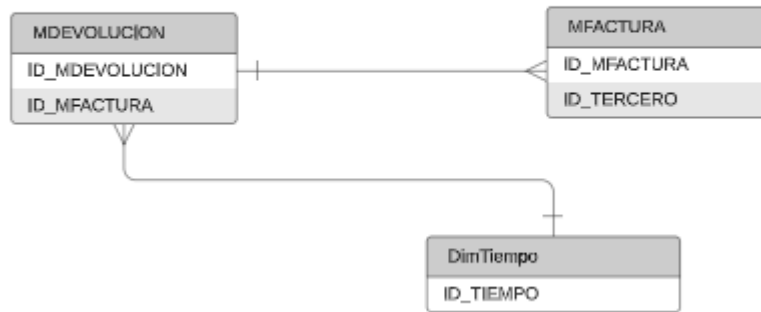 MDEVOLUCION
ID_MDEVOLUCION
ID_MFACTURA
MFACTURA
ID_MFACTURA
ID_TERCERO
DimTiempo
ID_TIEMPO